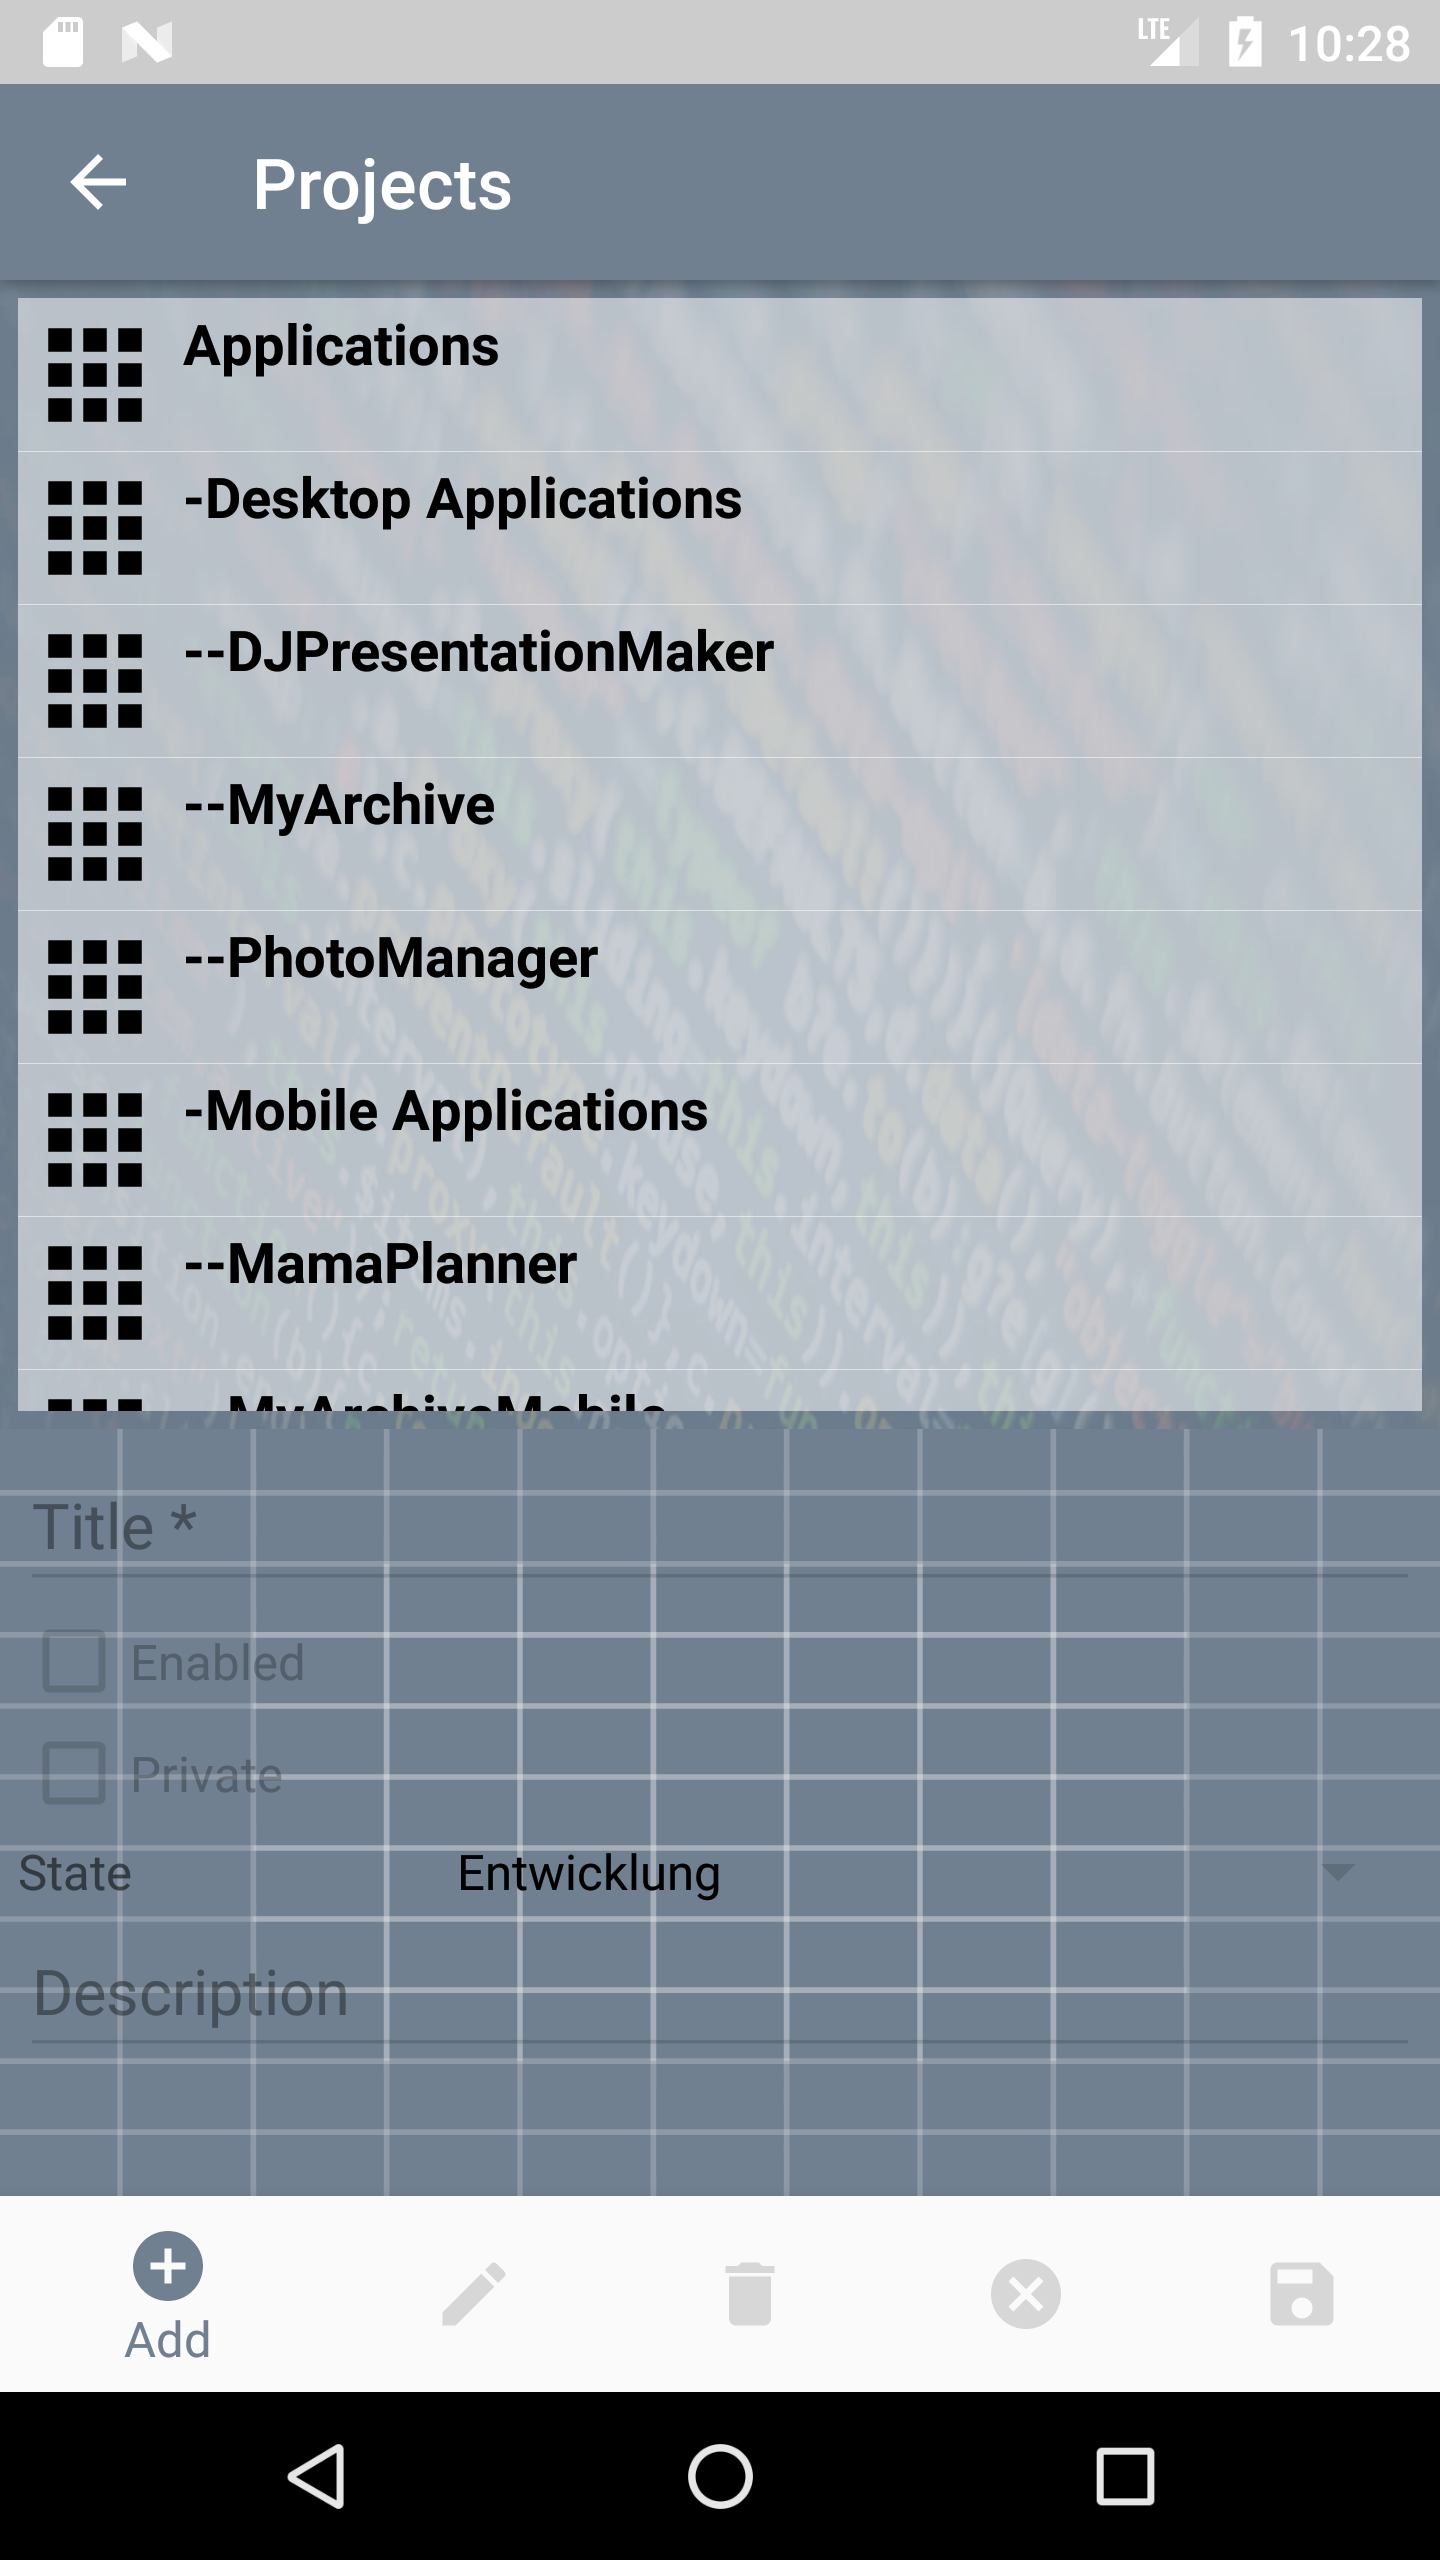 LTE 10:28
Projects
Applications
-Desktop Applications
--DJPresentationMaker
--MyArchive
--PhotoManager
-Mobile Applications
--MamaPlanner
--MyArchiveMobile
Title *
Enabled
Private
State Entwicklung
Description
Add